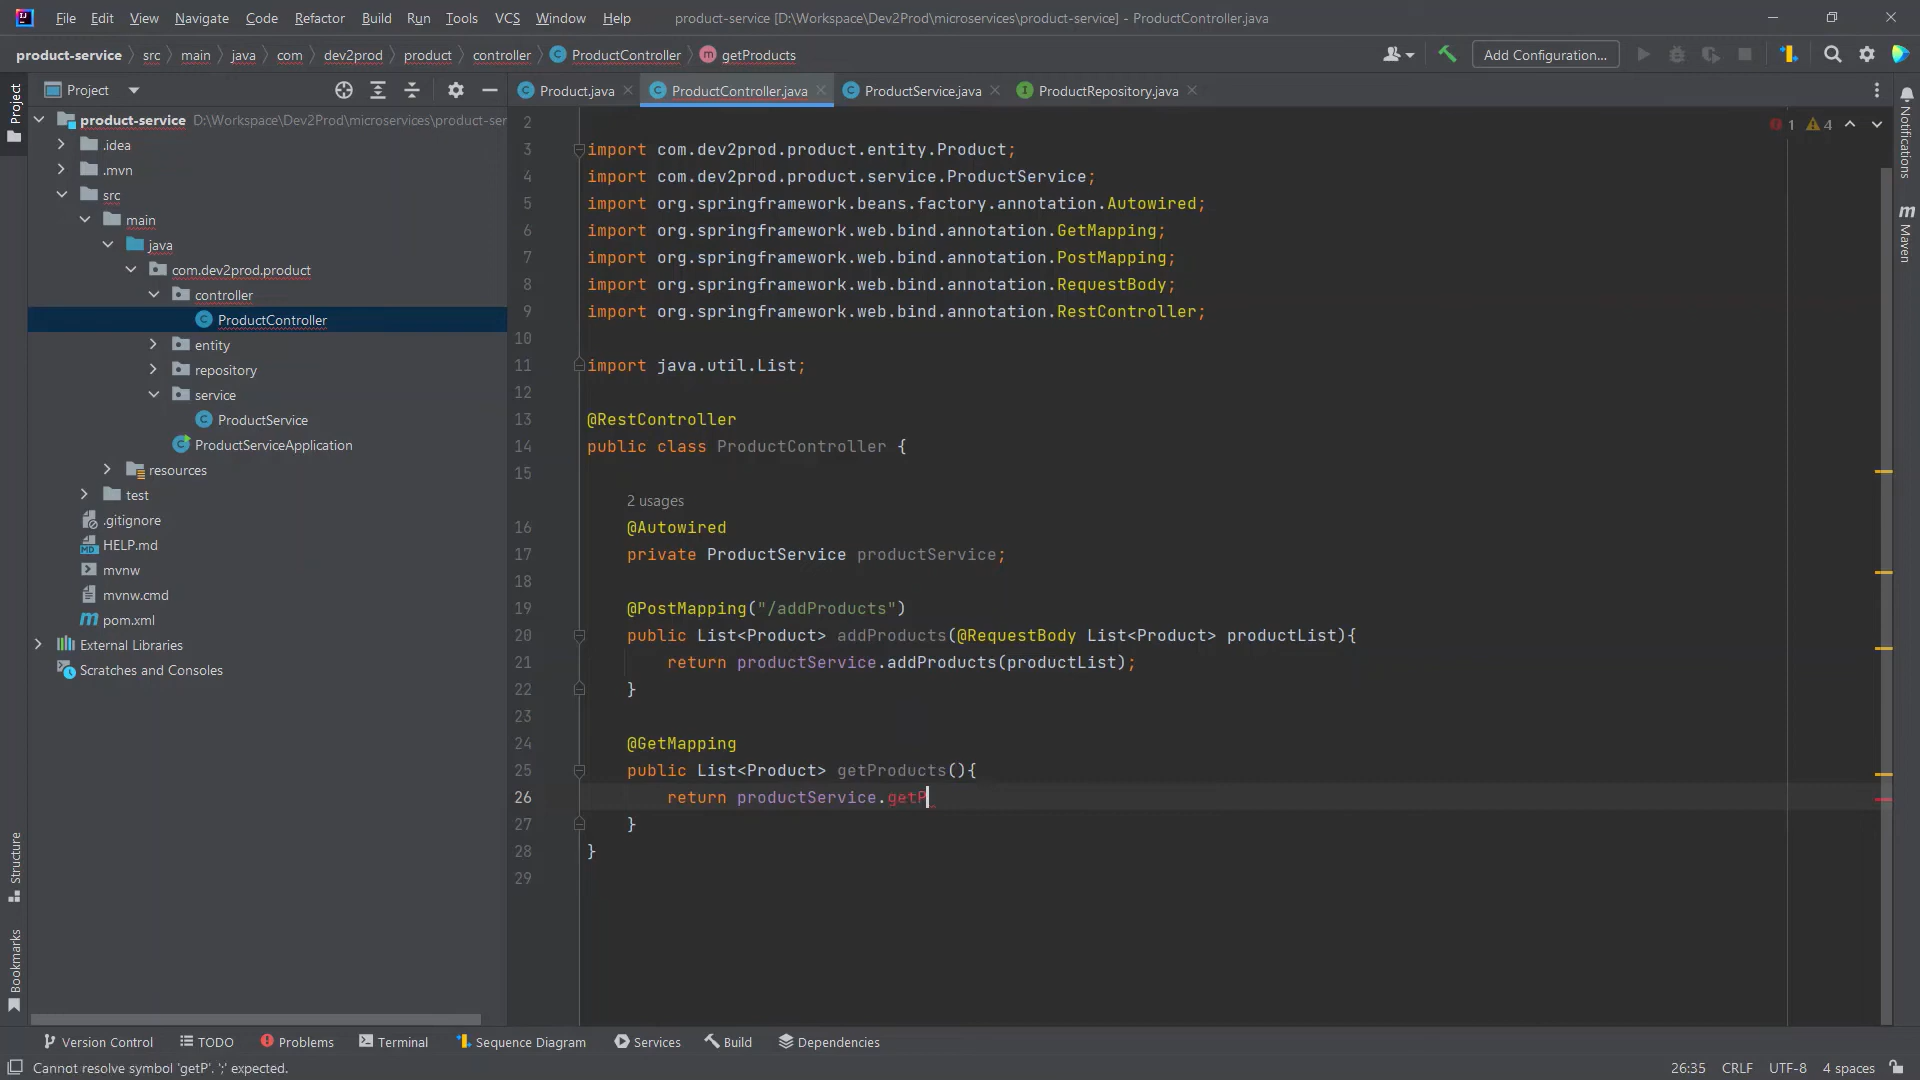 File Edit View Navigate Code Refactor Build Run Tools VCS Window Help product-service [D:\Workspace\Dev2Prod\microservices\product-service] - ProductController.java
product-service src main java com dev2prod product controller ProductController getProducts Add Configuration...
Project
Project
Product.java ProductController.java ProductService.java ProductRepository.java
Notifications
Maven
product-service D:\Workspace\Dev2Prod\microservices\product-ser
.idea
.mvn
src
main
java
com.dev2prod.product
controller
ProductController
entity
repository
service
ProductService
ProductServiceApplication
resources
test
.gitignore
HELP.md
mvnw
mvnw.cmd
pom.xml
External Libraries
Scratches and Consoles
1 4
2
3 import com.dev2prod.product.entity.Product;
4 import com.dev2prod.product.service.ProductService;
5 import org.springframework.beans.factory.annotation.Autowired;
6 import org.springframework.web.bind.annotation.GetMapping;
7 import org.springframework.web.bind.annotation.PostMapping;
8 import org.springframework.web.bind.annotation.RequestBody;
9 import org.springframework.web.bind.annotation.RestController;
10
11 import java.util.List;
12
13 @RestController
14 public class ProductController {
15
2 usages
16 @Autowired
17 private ProductService productService;
18
19 @PostMapping("/addProducts")
20 public List<Product> addProducts(@RequestBody List<Product> productList){
21 return productService.addProducts(productList);
22 }
23
24 @GetMapping
25 public List<Product> getProducts(){
26 return productService.getP
27 }
28 }
29
Structure
Bookmarks
Version Control TODO Problems Terminal Sequence Diagram Services Build Dependencies
Cannot resolve symbol 'getP'. ';' expected. 26:35 CRLF UTF-8 4 spaces